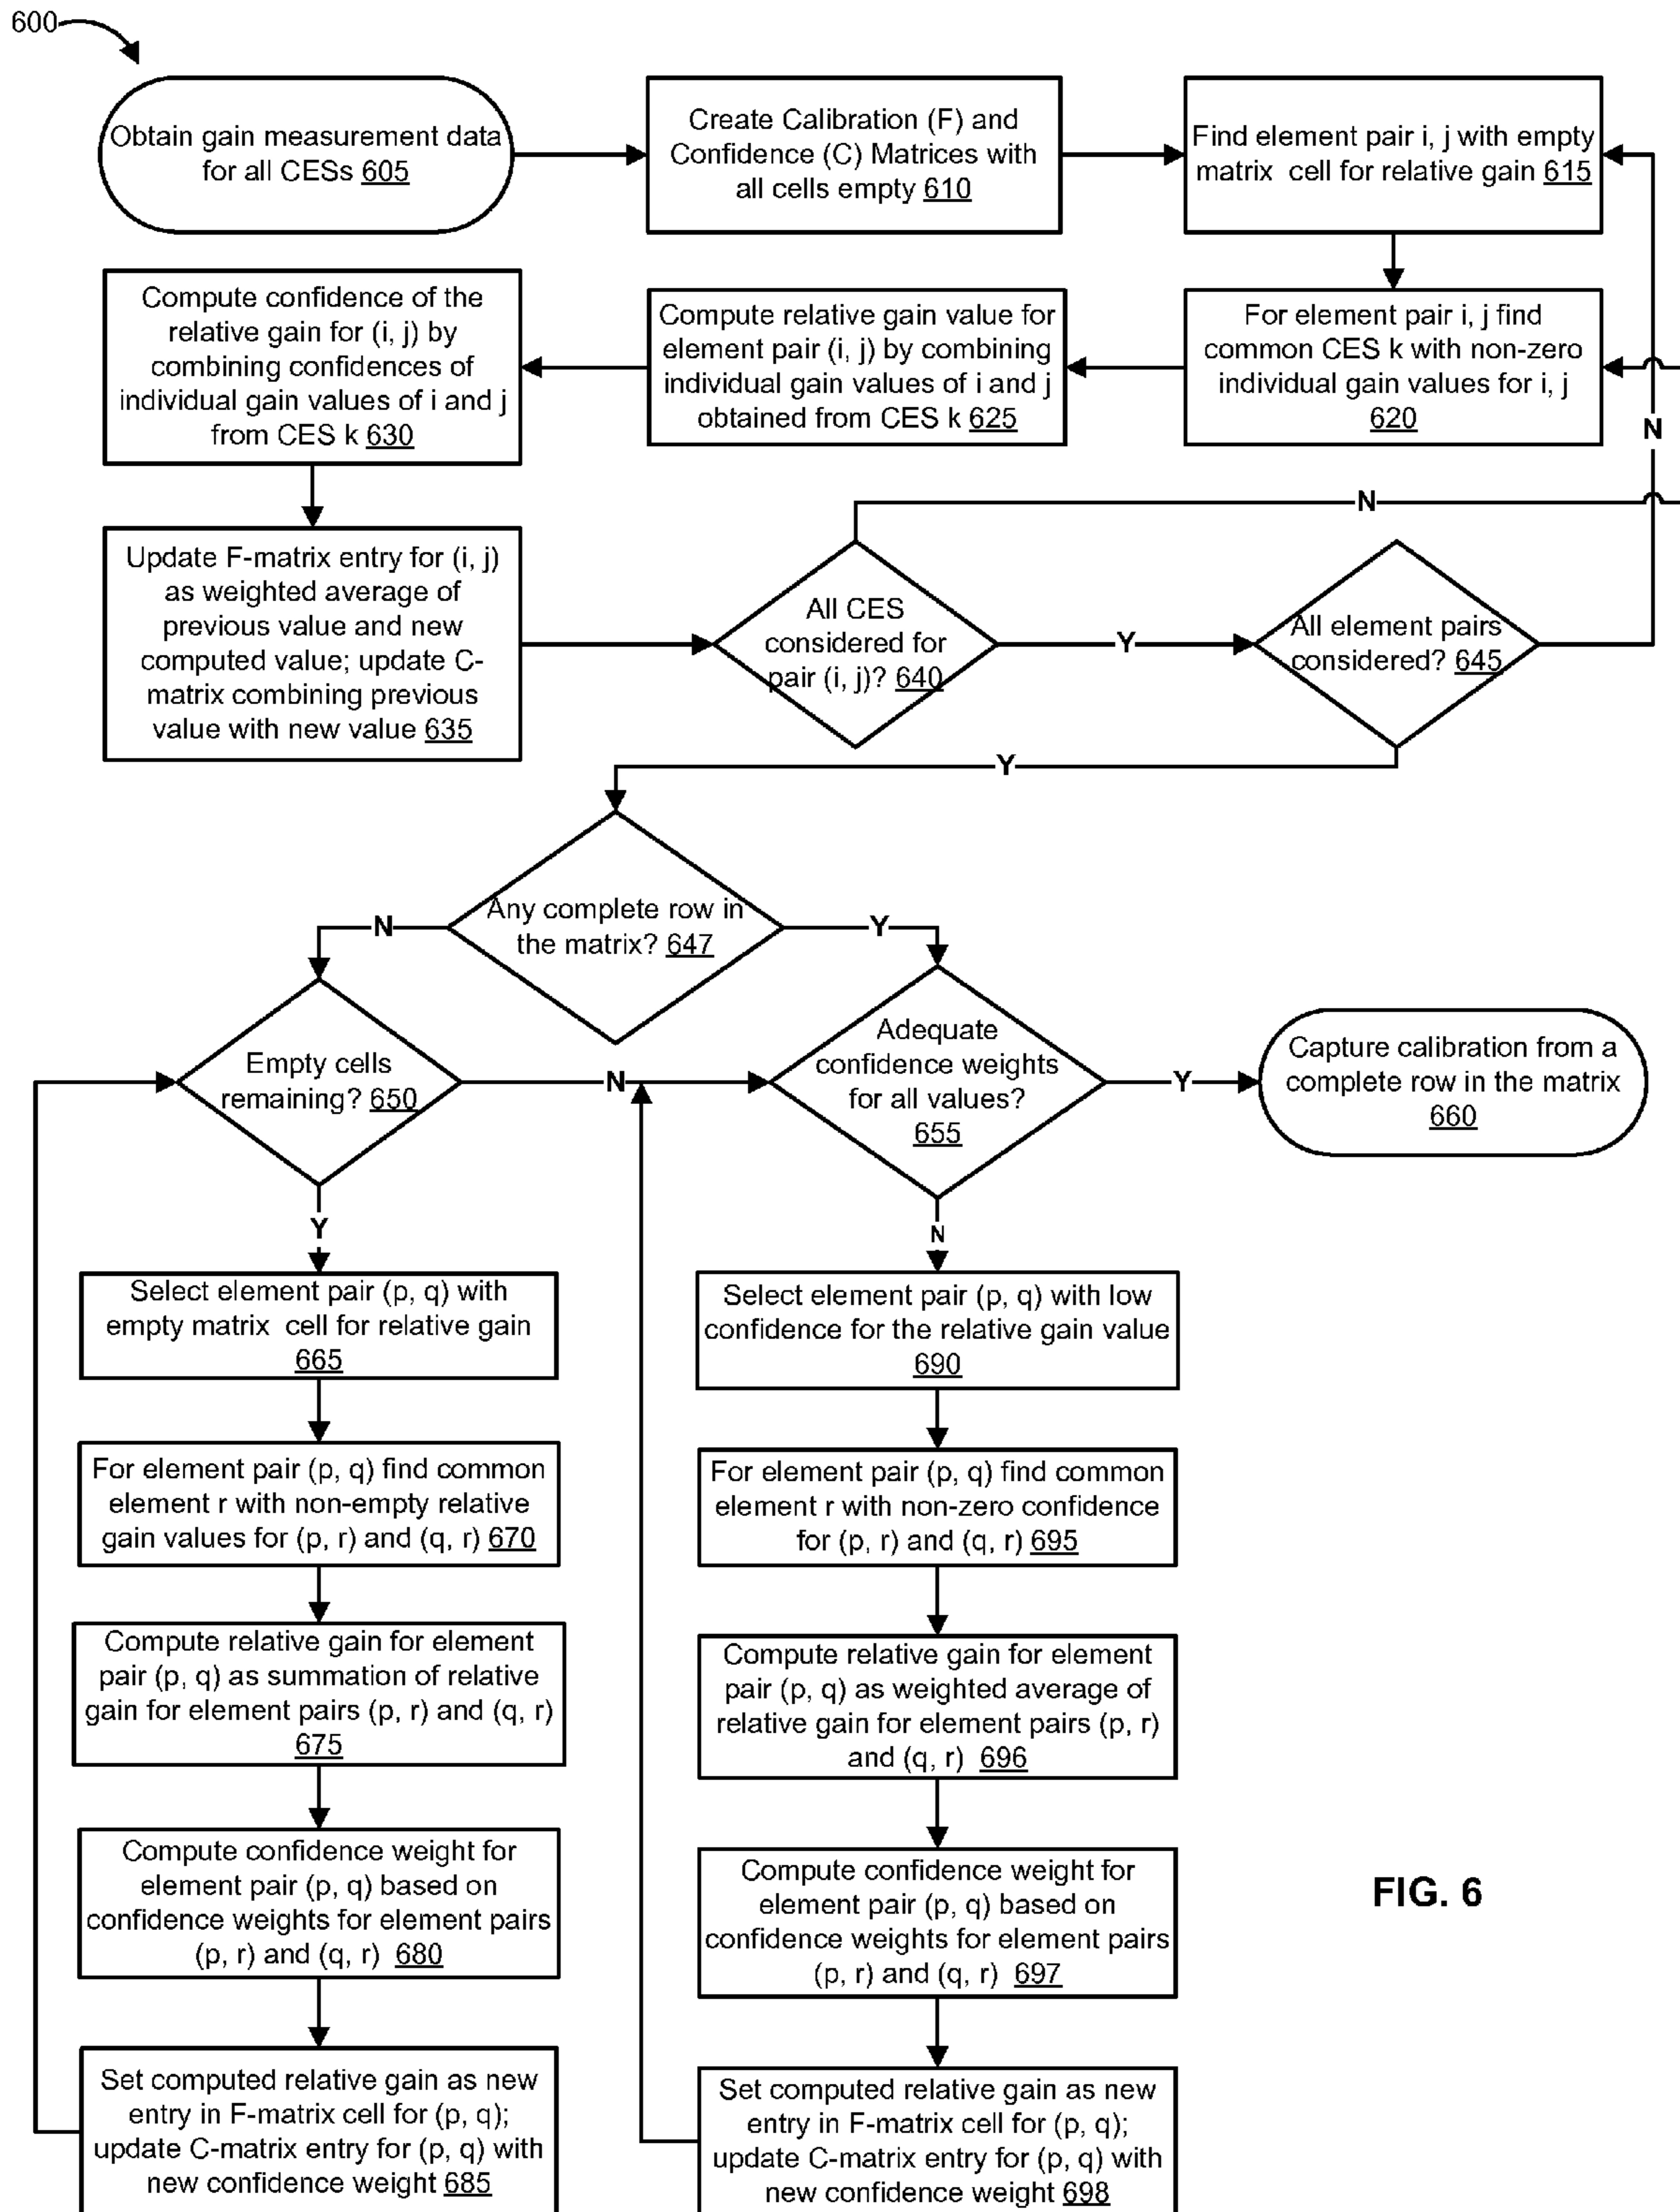 600
Obtain gain measurement data
for all CESs 605
Create Calibration (F) and
Confidence (C) Matrices with
all cells empty 610
Find element pair i, j with empty
matrix cell for relative gain 615
Compute confidence of the
relative gain for (i, j) by
combining confidences of
individual gain values of i and j
from CES k 630
Compute relative gain value for
element pair (i, j) by combining
individual gain values of i and j
obtained from CES k 625
For element pair i, j find
common CES k with non-zero
individual gain values for i, j
620
N
N
Update F-matrix entry for (i, j)
as weighted average of
previous value and new
computed value; update C-
matrix combining previous
value with new value 635
All CES
considered for
pair (i, j)? 640
Y
All element pairs
considered? 645
Y
Any complete row in
the matrix? 647
N
Y
Empty cells
remaining? 650
N
Adequate
confidence weights
for all values?
655
Y
Capture calibration from a
complete row in the matrix
660
Y
N
Select element pair (p, q) with
empty matrix cell for relative gain
665
Select element pair (p, q) with low
confidence for the relative gain value
690
For element pair (p, q) find common
element r with non-empty relative
gain values for (p, r) and (q, r) 670
For element pair (p, q) find common
element r with non-zero confidence
for (p, r) and (q, r) 695
Compute relative gain for element
pair (p, q) as summation of relative
gain for element pairs (p, r) and (q, r)
675
Compute relative gain for element
pair (p, q) as weighted average of
relative gain for element pairs (p, r)
and (q, r) 696
Compute confidence weight for
element pair (p, q) based on
confidence weights for element pairs
(p, r) and (q, r) 680
Compute confidence weight for
element pair (p, q) based on
confidence weights for element pairs
(p, r) and (q, r) 697
FIG. 6
Set computed relative gain as new
entry in F-matrix cell for (p, q);
update C-matrix entry for (p, q) with
new confidence weight 685
Set computed relative gain as new
entry in F-matrix cell for (p, q);
update C-matrix entry for (p, q) with
new confidence weight 698